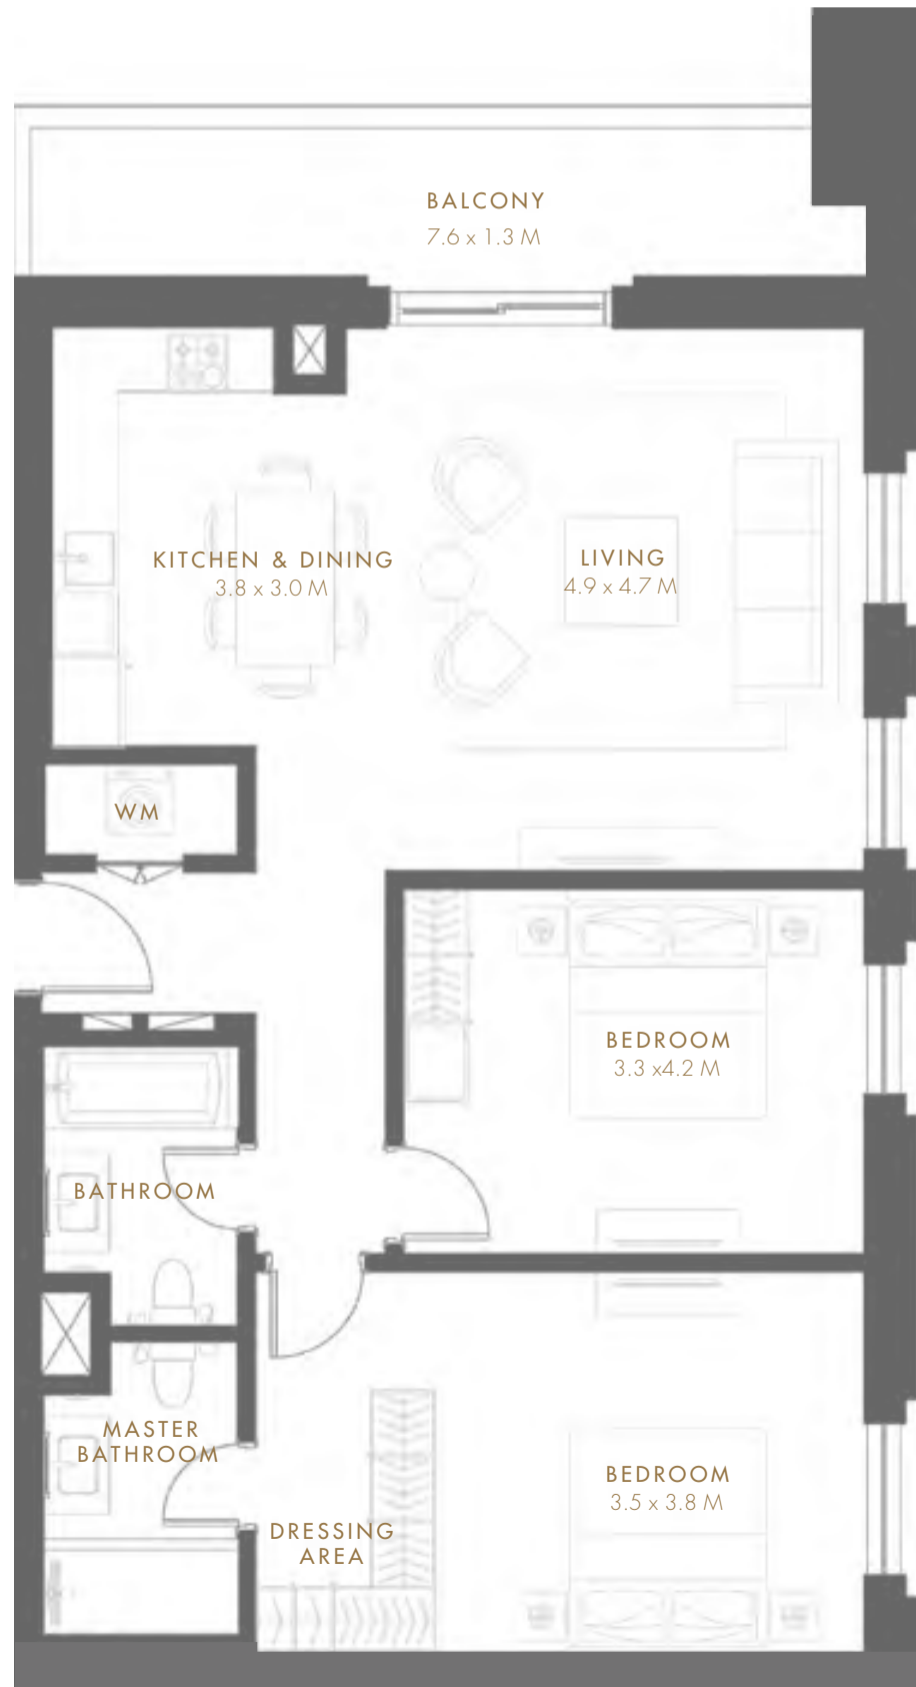 BALCONY
7.6 x 1.3 M
KITCHEN & DINING
3.8 x 3.0 M
LIVING
4.9 x 4.7 M
WM
BEDROOM
3.3 x4.2 M
BATHROOM
MASTER
BATHROOM
BEDROOM
3.5 x 3.8 M
DRESSING
AREA